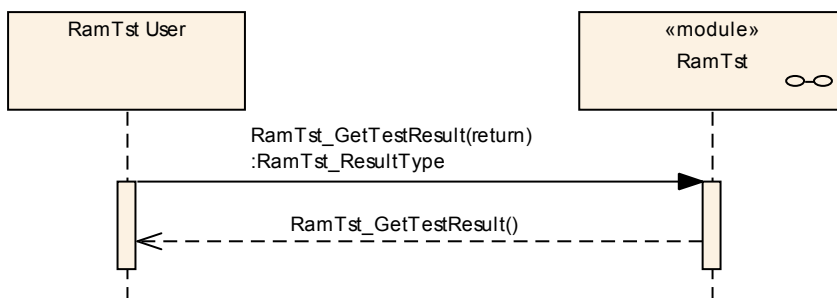 RamTst User
«module»
RamTst
RamTst_GetTestResult(return)
:RamTst_ResultType
RamTst_GetTestResult()